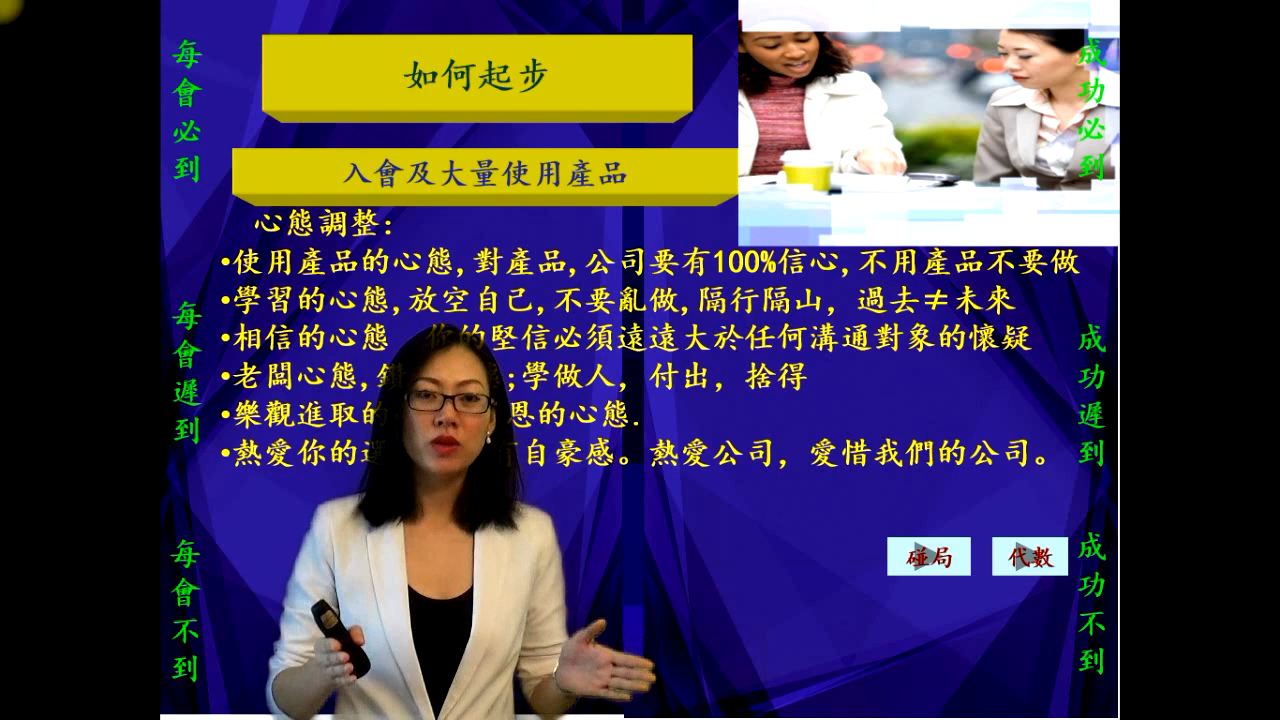 如何起步
入會及大量使用產品
心態調整:
•使用產品的心態,對產品,公司要有100%信心,不用產品不要做
•學習的心態,放空自己,不要亂做,隔行隔山,過去≠未來
•相信的心態 你的堅信必須遠遠大於任何溝通對象的懷疑
•老闆心態, ;學做人,付出,捨得
•樂觀進取的 恩的心態.
•熱愛你的 自豪感。熱愛公司,愛惜我們的公司。
碰局
代數
每會必到
每會遲到
每會不到
成功必到
成功遲到
成功不到